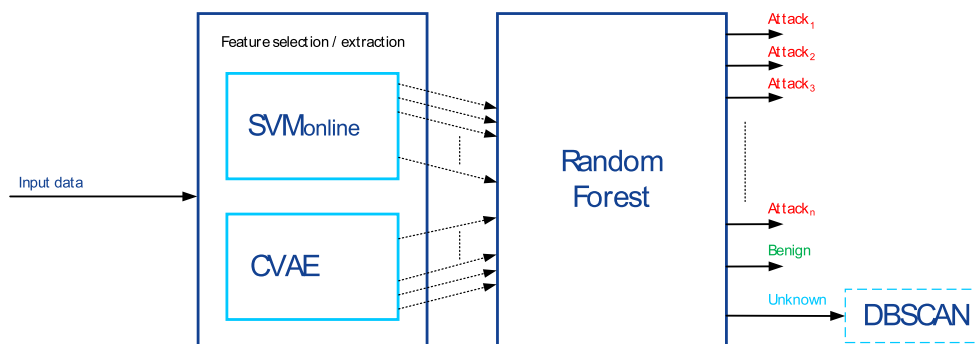 Feature selection / extraction
SVMonline
CVAE
Input data
Random
Forest
Attack₁
Attack₂
Attack₃
Attackₙ
Benign
Unknown
DBSCAN